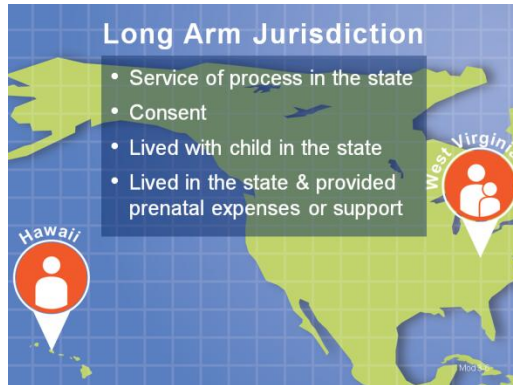 Long Arm Jurisdiction
• Service of process in the state
• Consent
• Lived with child in the state
• Lived in the state & provided
prenatal expenses or support
West Virginia
Hawaii